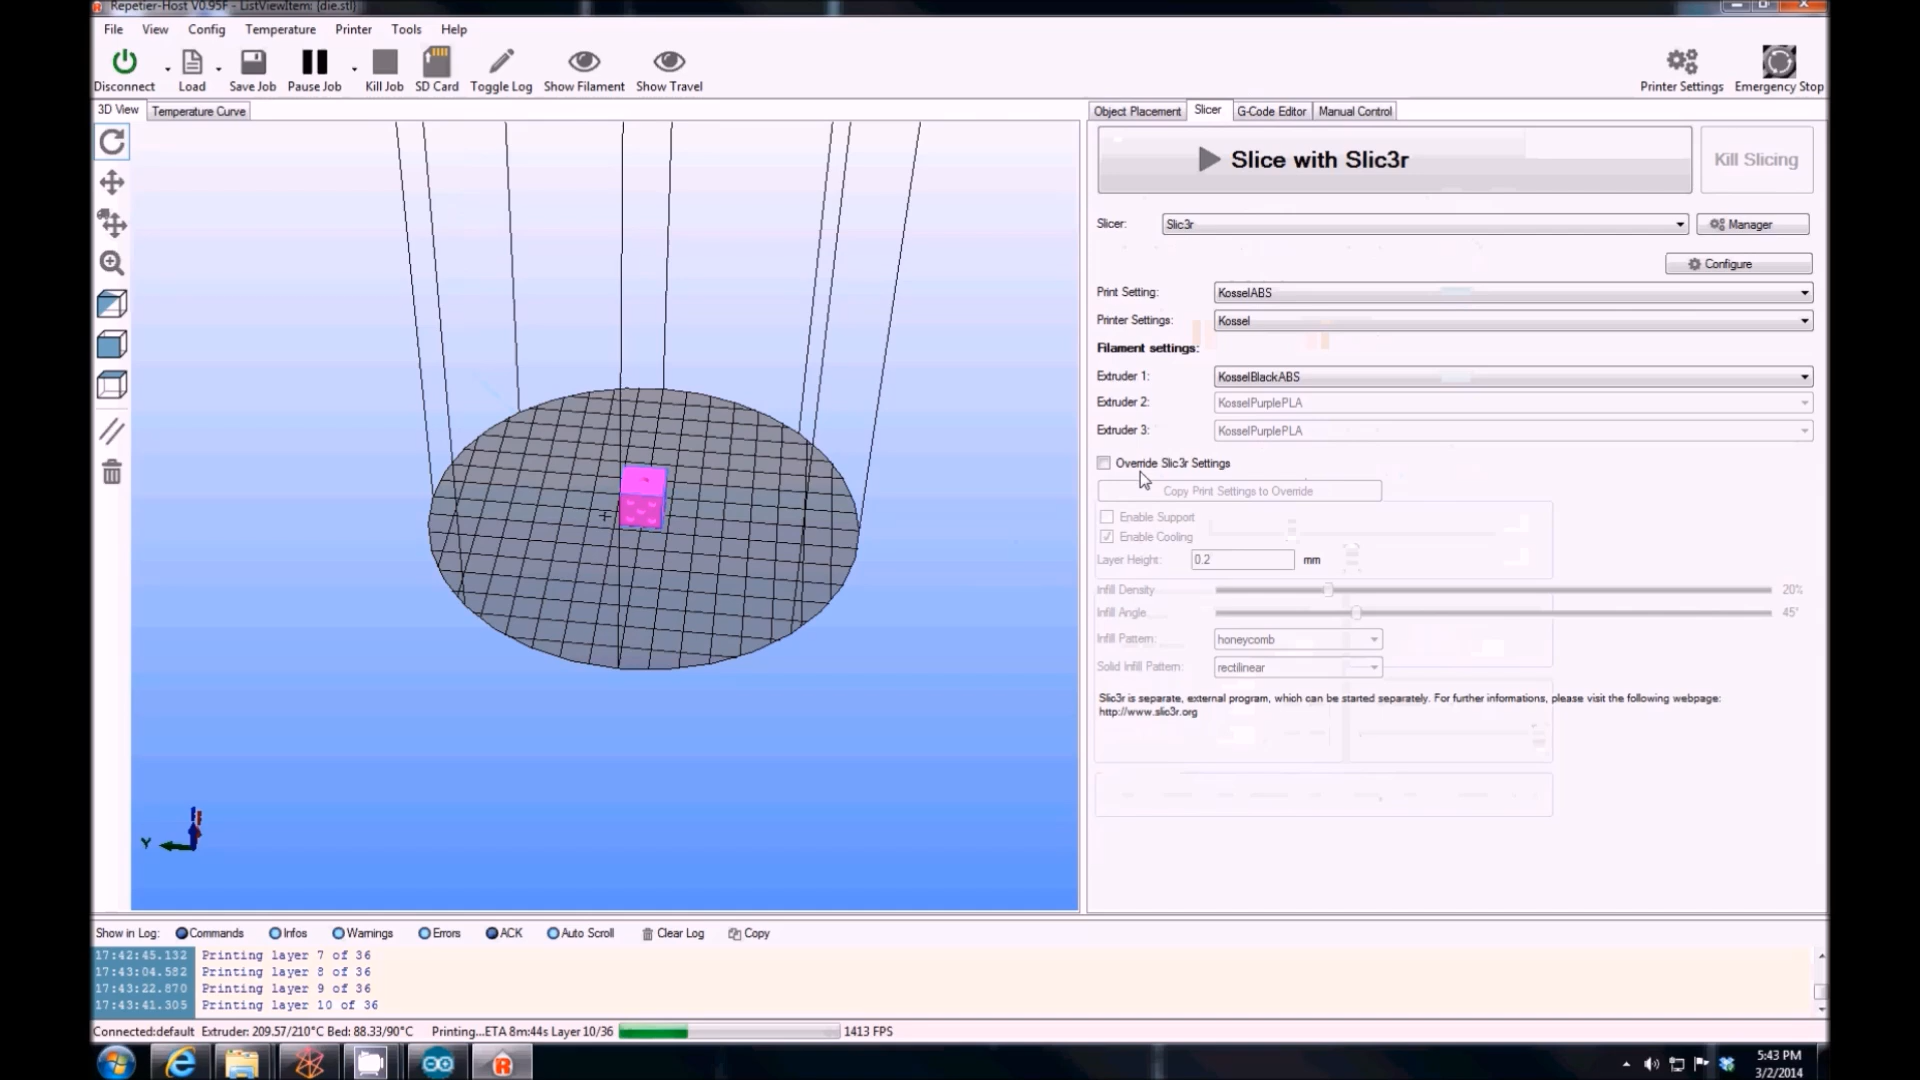 Repetier-Host V0.95F - ListViewItem: {die.stl}
File View Config Temperature Printer Tools Help
Disconnect Load Save Job Pause Job Kill Job SD Card Toggle Log Show Filament Show Travel Printer Settings Emergency Stop
3D View Temperature Curve
Object Placement Slicer G-Code Editor Manual Control
Slice with Slic3r Kill Slicing
Slicer: Slic3r Manager
Configure
Print Setting: KosselABS
Printer Settings: Kossel
Filament settings:
Extruder 1: KosselBlackABS
Extruder 2: KosselPurplePLA
Extruder 3: KosselPurplePLA
Override Slic3r Settings
Copy Print Settings to Override
Enable Support
Enable Cooling
Layer Height: 0.2 mm
Infill Density 20%
Infill Angle 45°
Infill Pattern: honeycomb
Solid Infill Pattern: rectilinear
Slic3r is separate, external program, which can be started separately. For further informations, please visit the following webpage:
http://www.slic3r.org
Y
Show in Log: Commands Infos Warnings Errors ACK Auto Scroll Clear Log Copy
17:42:45.132 Printing layer 7 of 36
17:43:04.582 Printing layer 8 of 36
17:43:22.870 Printing layer 9 of 36
17:43:41.305 Printing layer 10 of 36
Connected:default Extruder: 209.57/210°C Bed: 88.33/90°C Printing...ETA 8m:44s Layer 10/36 1413 FPS
5:43 PM
3/2/2014